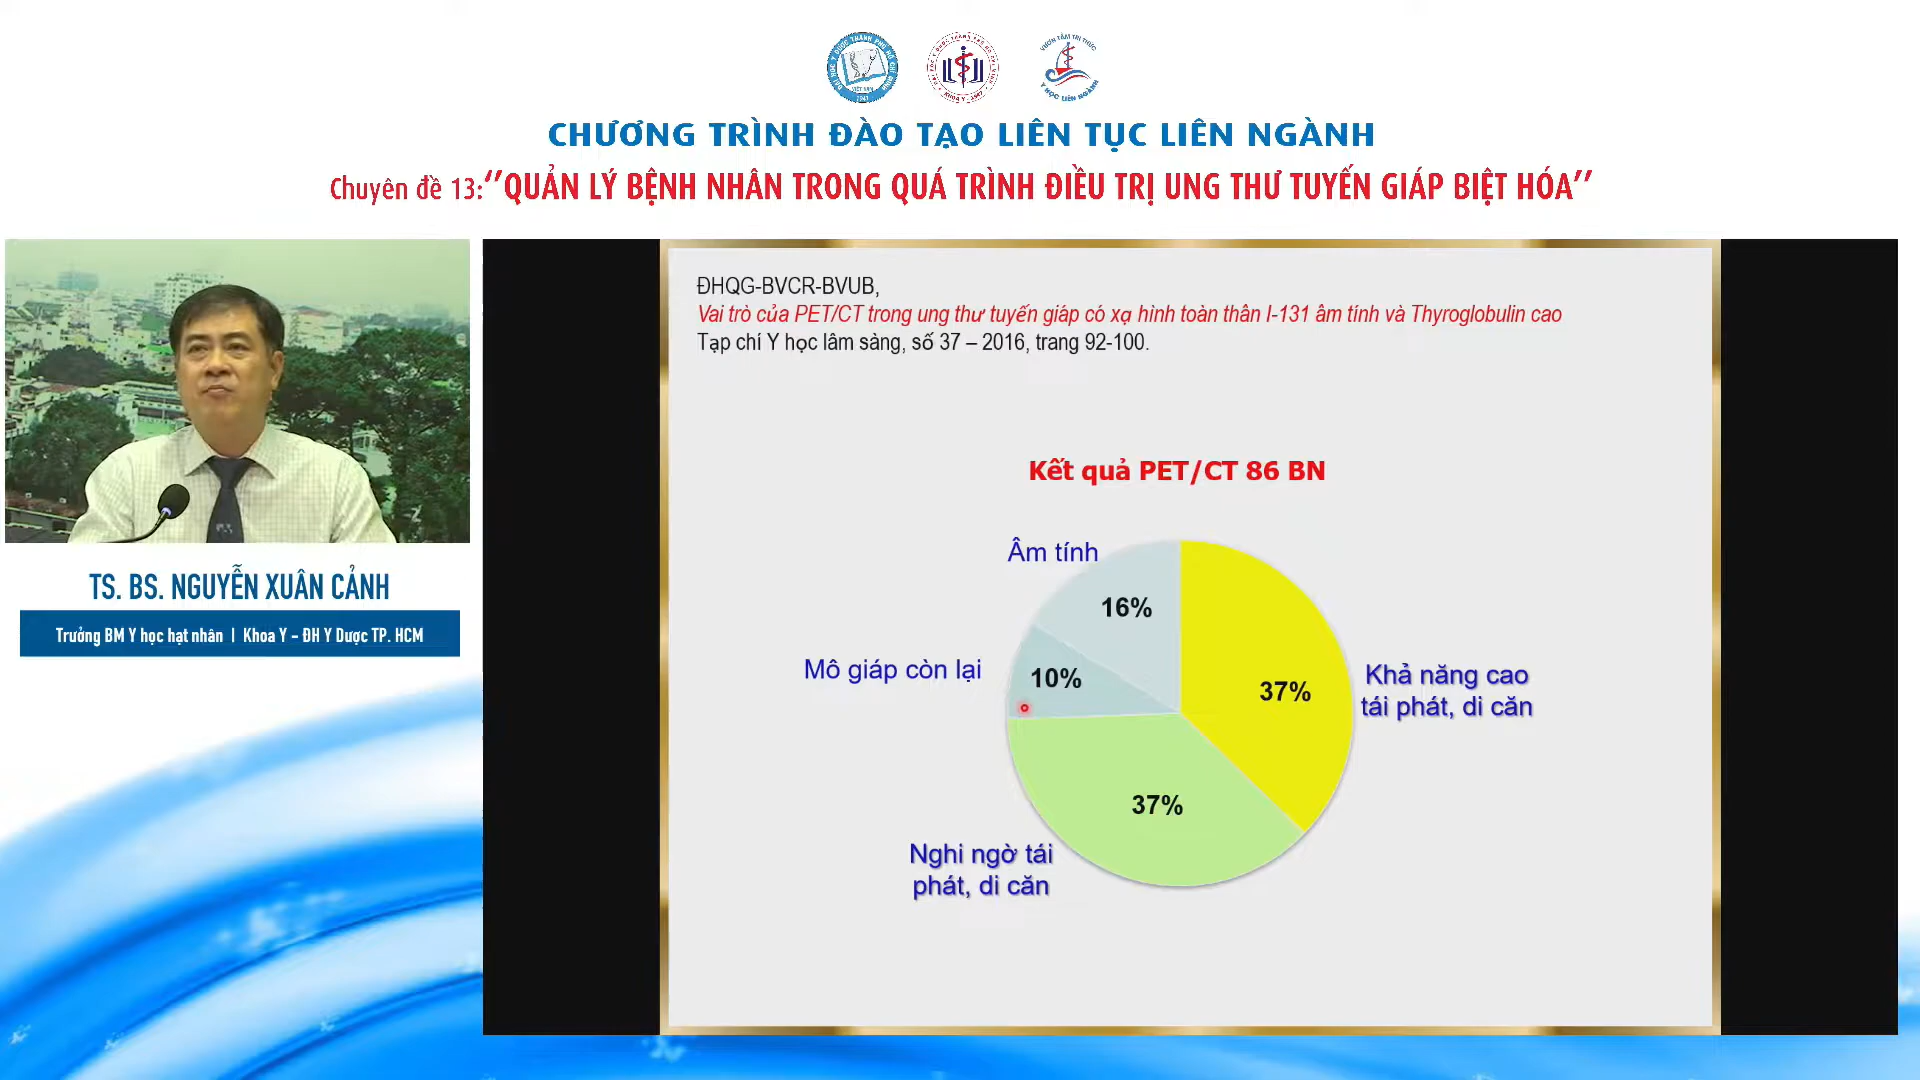 CHƯƠNG TRÌNH ĐÀO TẠO LIÊN TỤC LIÊN NGÀNH
Chuyên đề 13:‘‘QUẢN LÝ BỆNH NHÂN TRONG QUÁ TRÌNH ĐIỀU TRỊ UNG THƯ TUYẾN GIÁP BIỆT HÓA’’
TS. BS. NGUYỄN XUÂN CẢNH
Trưởng BM Y học hạt nhân I Khoa Y – ĐH Y Dược TP. HCM
ĐHQG-BVCR-BVUB,
Vai trò của PET/CT trong ung thư tuyến giáp có xạ hình toàn thân I-131 âm tính và Thyroglobulin cao
Tạp chí Y học lâm sàng, số 37 – 2016, trang 92-100.
Kết quả PET/CT 86 BN
Âm tính
16%
Mô giáp còn lại
10%
37%
Khả năng cao
tái phát, di căn
37%
Nghi ngờ tái
phát, di căn